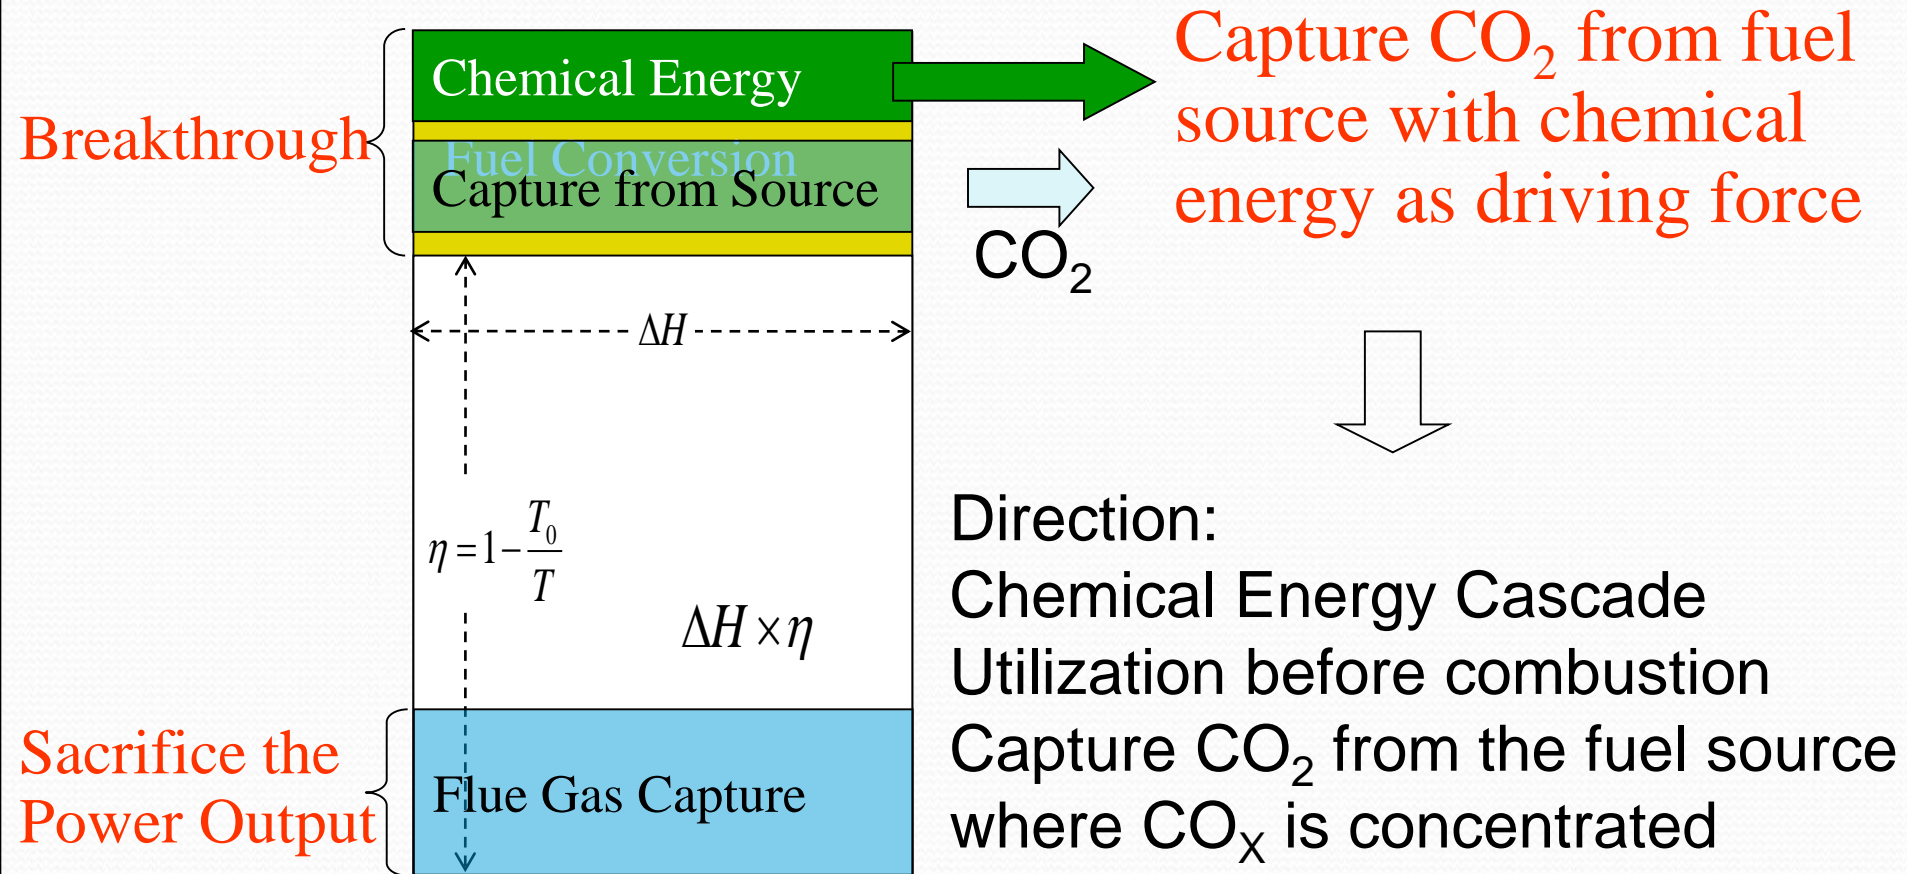 Breakthrough
Chemical Energy
Fuel Conversion
Capture from Source
CO₂
Capture CO₂ from fuel
source with chemical
energy as driving force
ΔH
η = 1 − T₀/T
ΔH × η
Sacrifice the
Power Output
Flue Gas Capture
Direction:
Chemical Energy Cascade
Utilization before combustion
Capture CO₂ from the fuel source
where COₓ is concentrated